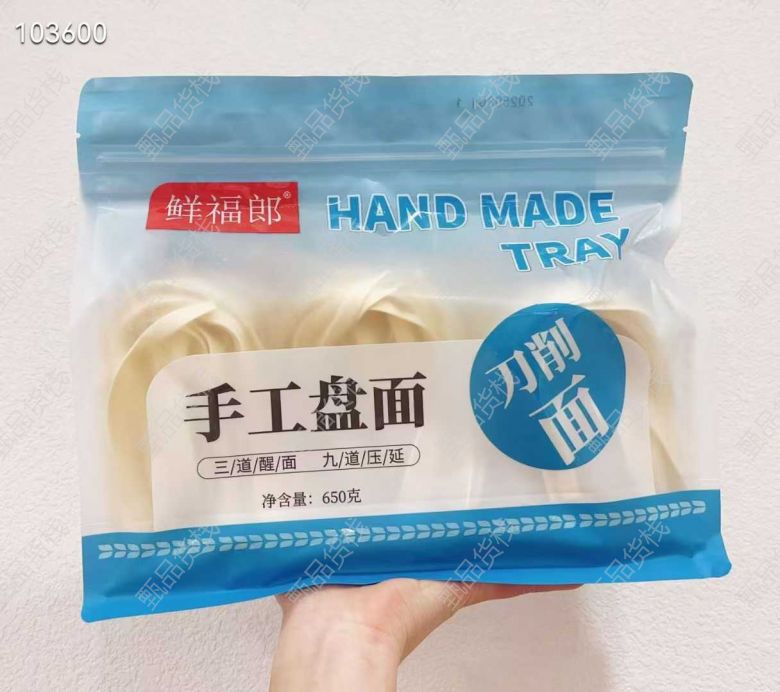 103600
鲜福郎®
HAND MADE
TRAY
刀削
面
手工盘面
三/道/醒/面 九/道/压/延
净含量：650克
甄品货栈